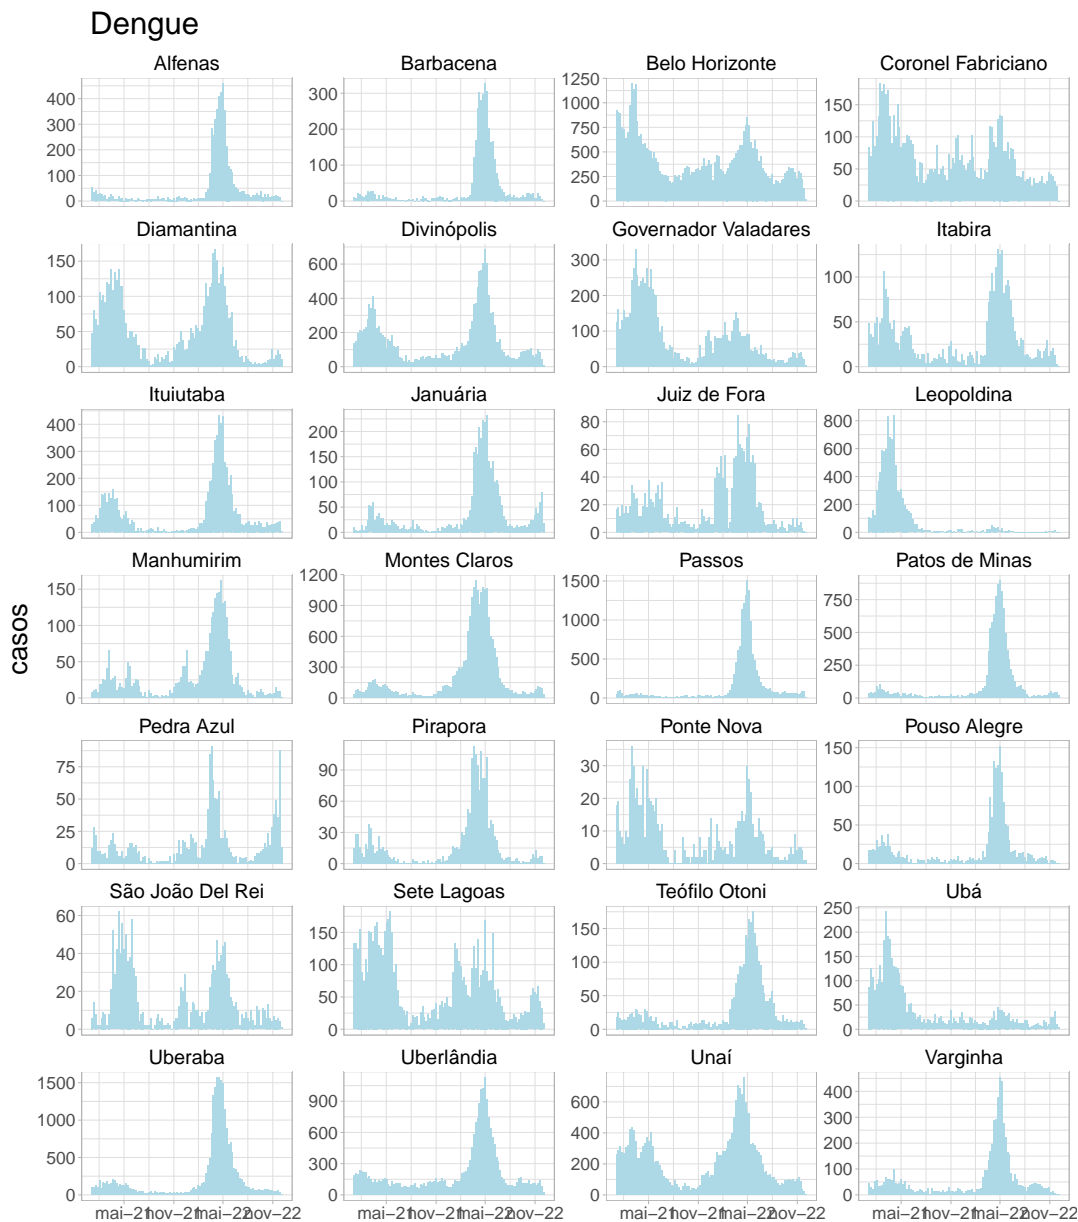 Dengue
Alfenas Barbacena Belo Horizonte Coronel Fabriciano
400 300 200 100 0
300 200 100 0
1250 1000 750 500 250 0
150 100 50 0
Diamantina Divinópolis Governador Valadares Itabira
150 100 50 0
600 400 200 0
300 200 100 0
100 50 0
Ituiutaba Januária Juiz de Fora Leopoldina
400 300 200 100 0
200 150 100 50 0
80 60 40 20 0
800 600 400 200 0
casos
Manhumirim Montes Claros Passos Patos de Minas
150 100 50 0
1200 900 600 300 0
1500 1000 500 0
750 500 250 0
Pedra Azul Pirapora Ponte Nova Pouso Alegre
75 50 25 0
90 60 30 0
30 20 10 0
150 100 50 0
São João Del Rei Sete Lagoas Teófilo Otoni Ubá
60 40 20 0
150 100 50 0
150 100 50 0
250 200 150 100 50 0
Uberaba Uberlândia Unaí Varginha
1500 1000 500 0
900 600 300 0
600 400 200 0
400 300 200 100 0
mai–21 nov–21 mai–22 nov–22 mai–21 nov–21 mai–22 nov–22 mai–21 nov–21 mai–22 nov–22 mai–21 nov–21 mai–22 nov–22